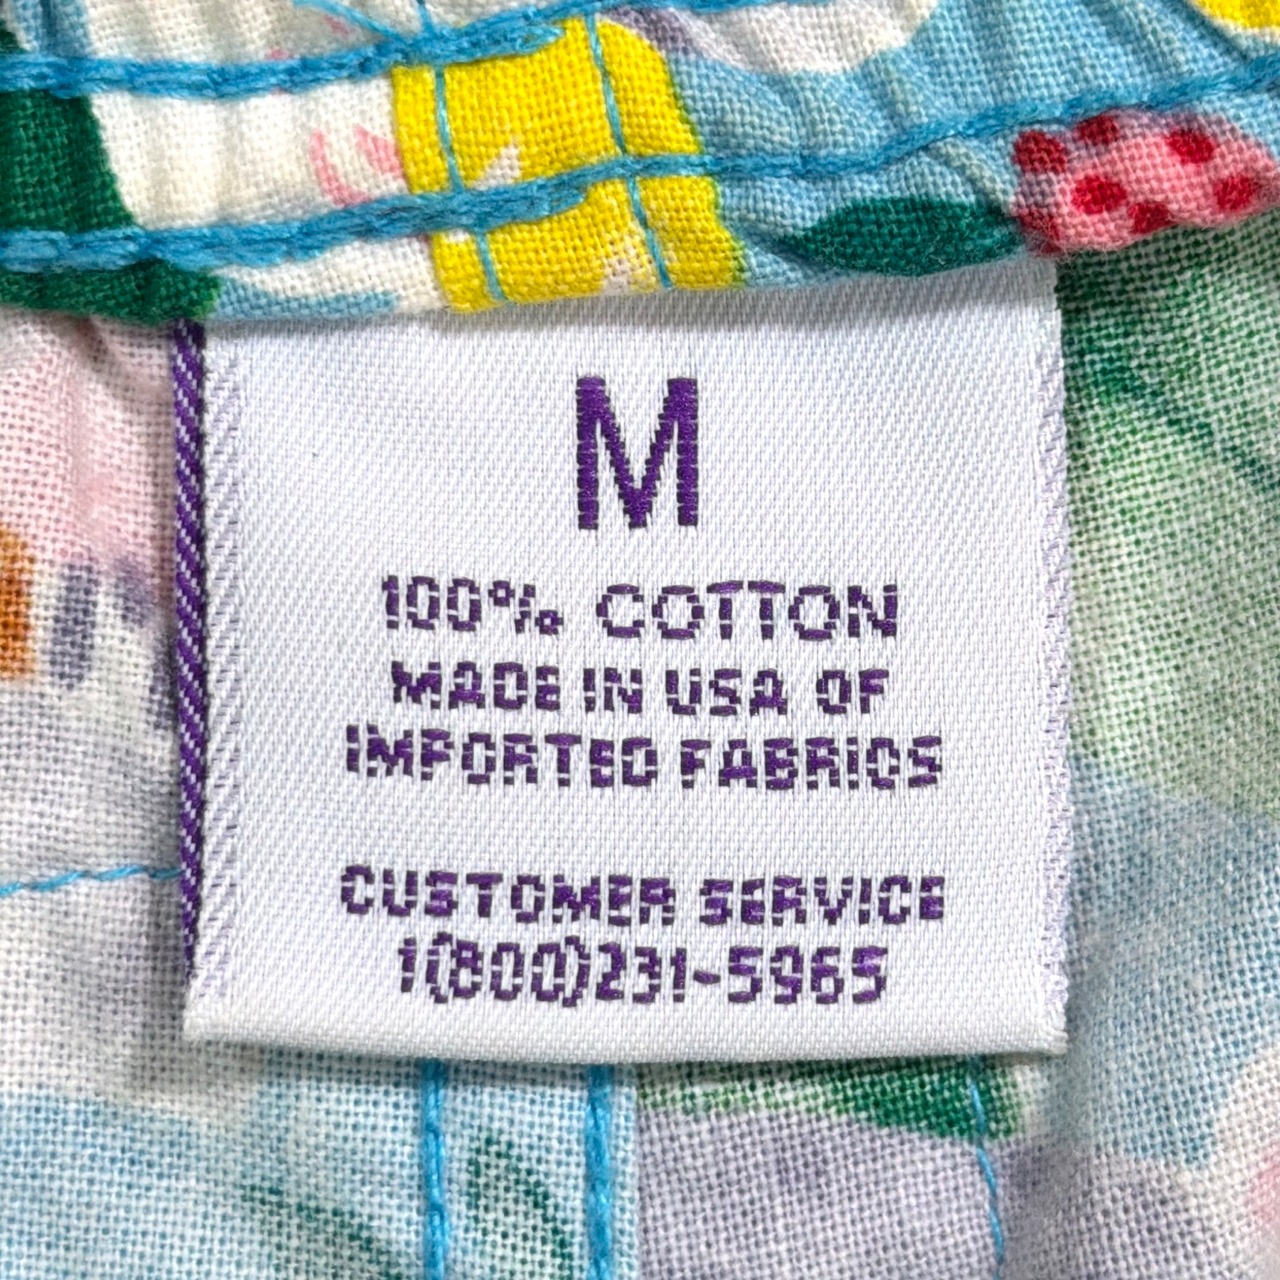 M
100% COTTON
MADE IN USA OF
IMPORTED FABRICS
CUSTOMER SERVICE
1(800)231-5965